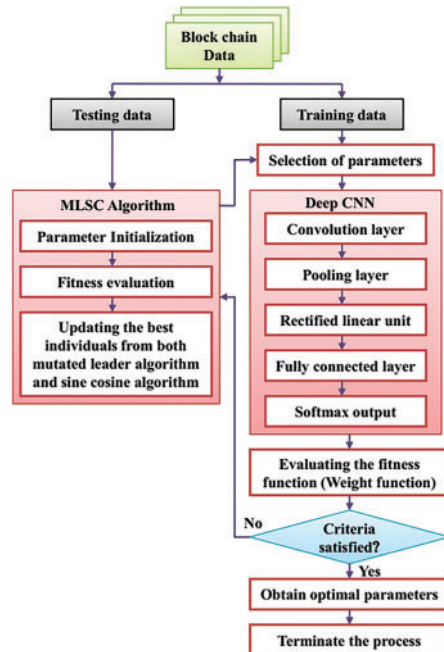 Block chain
Data
Testing data
Training data
Selection of parameters
MLSC Algorithm
Parameter Initialization
Fitness evaluation
Updating the best
individuals from both
mutated leader algorithm
and sine cosine algorithm
Deep CNN
Convolution layer
Pooling layer
Rectified linear unit
Fully connected layer
Softmax output
Evaluating the fitness
function (Weight function)
No
Criteria
satisfied?
Yes
Obtain optimal parameters
Terminate the process